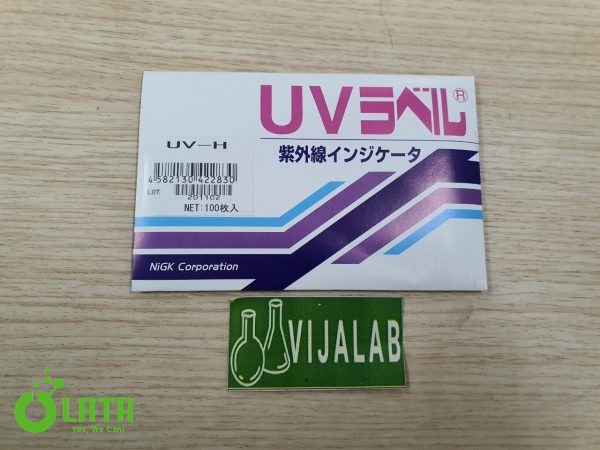 UVラベル®
紫外線インジケータ
UV-H
4582130422830
LOT:
201102
NET:100枚入
NiGK Corporation
VIJALAB
LATA
Yes, We Can!